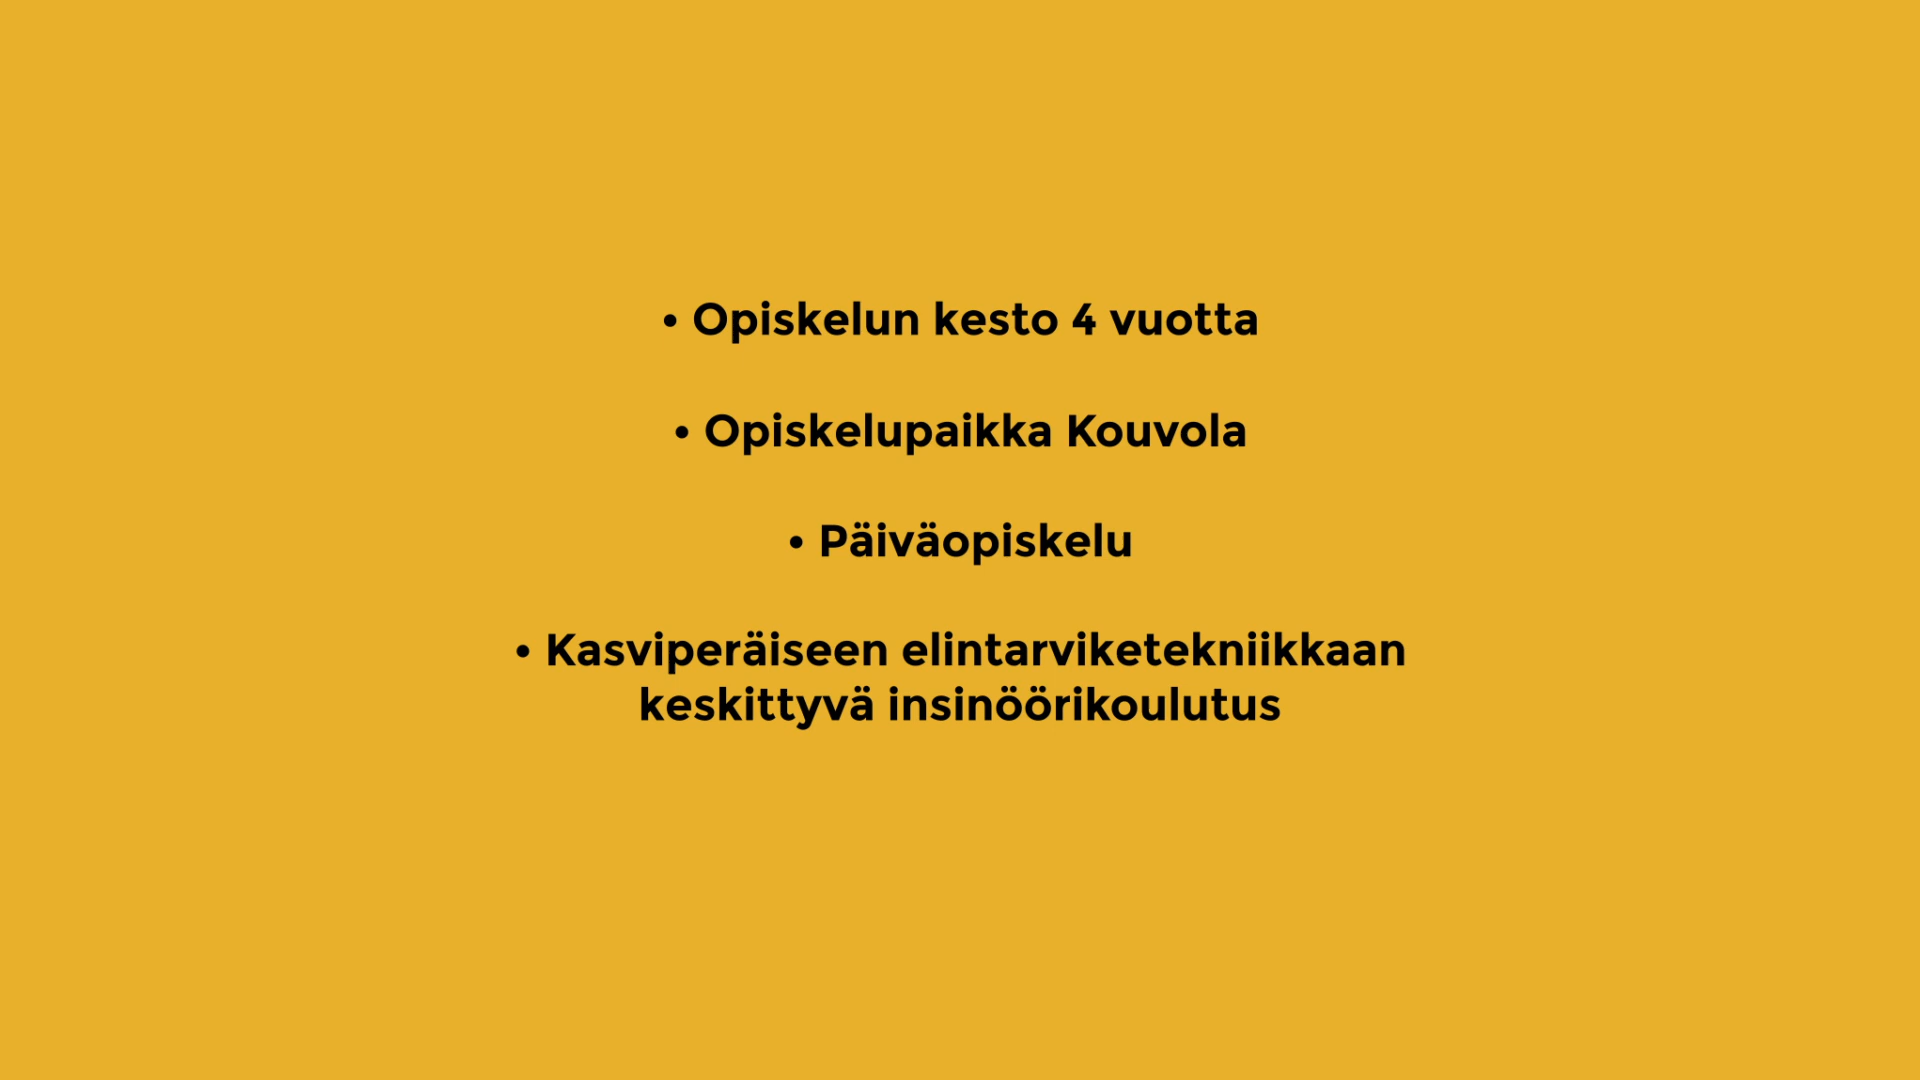 • Opiskelun kesto 4 vuotta
• Opiskelupaikka Kouvola
• Päiväopiskelu
• Kasviperäiseen elintarviketekniikkaan
keskittyvä insinöörikoulutus